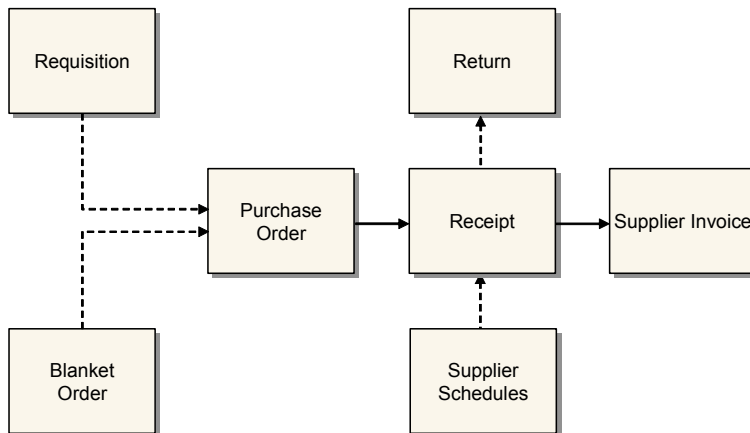 Requisition
Return
Purchase
Order
Receipt
Supplier Invoice
Blanket
Order
Supplier
Schedules